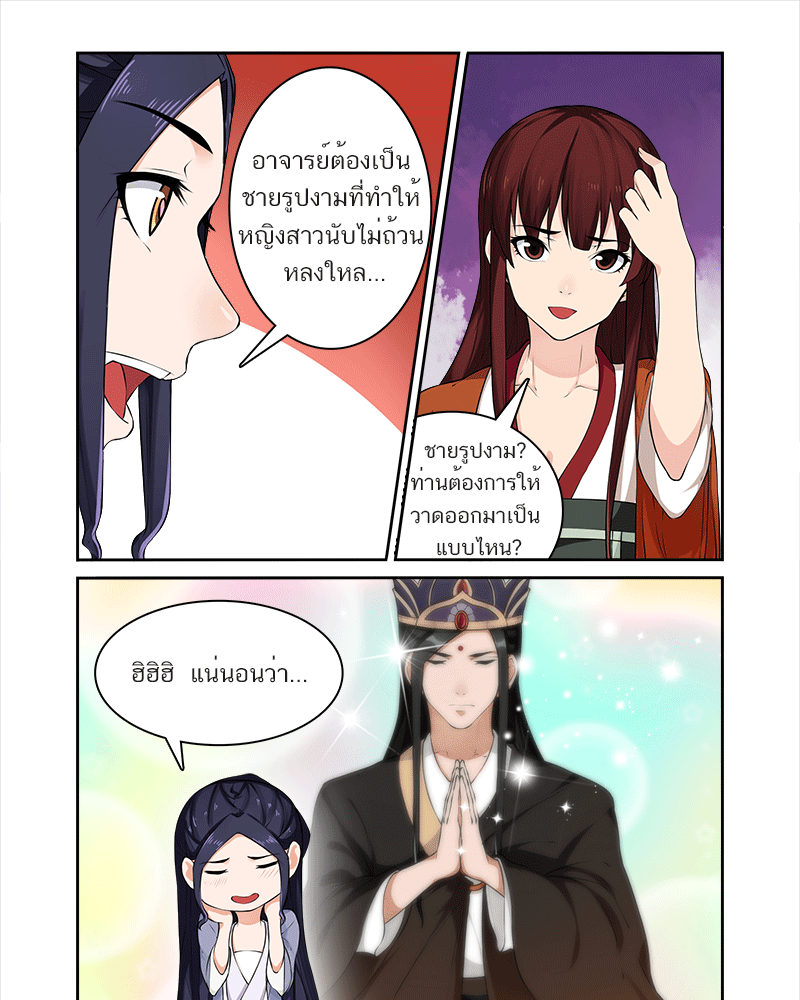 อาจารย์ต้องเป็น
ชายรูปงามที่ทำให้
หญิงสาวนับไม่ถ้วน
หลงใหล...
ชายรูปงาม?
ท่านต้องการให้
วาดออกมาเป็น
แบบไหน?
ฮิฮิฮิ แน่นอนว่า...